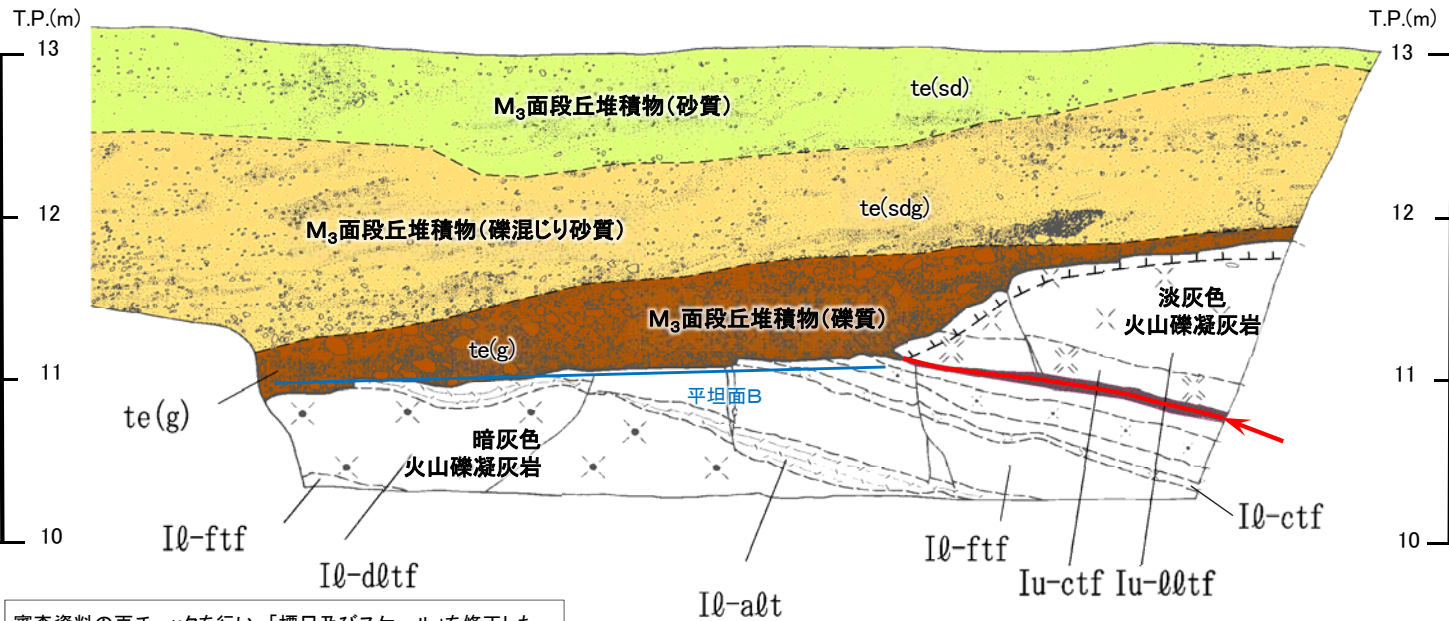 T.P.(m)
T.P.(m)
13
13
te(sd)
M₃面段丘堆積物(砂質)
12
12
te(sdg)
M₃面段丘堆積物(礫混じり砂質)
淡灰色
火山礫凝灰岩
M₃面段丘堆積物(礫質)
te(g)
11
11
平坦面B
te(g)
暗灰色
火山礫凝灰岩
10
10
Iℓ-ftf
Iℓ-dℓtf
Iℓ-aℓt
Iℓ-ftf
Iu-ctf
Iu-ℓℓtf
Iℓ-ctf